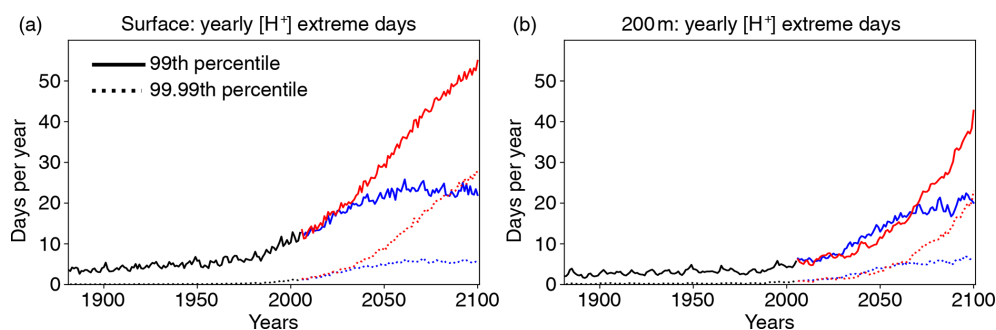 (a) Surface: yearly [H⁺] extreme days
99th percentile
99.99th percentile
Days per year
50
40
30
20
10
0
1900 1950 2000 2050 2100
Years
(b) 200 m: yearly [H⁺] extreme days
Days per year
50
40
30
20
10
0
1900 1950 2000 2050 2100
Years